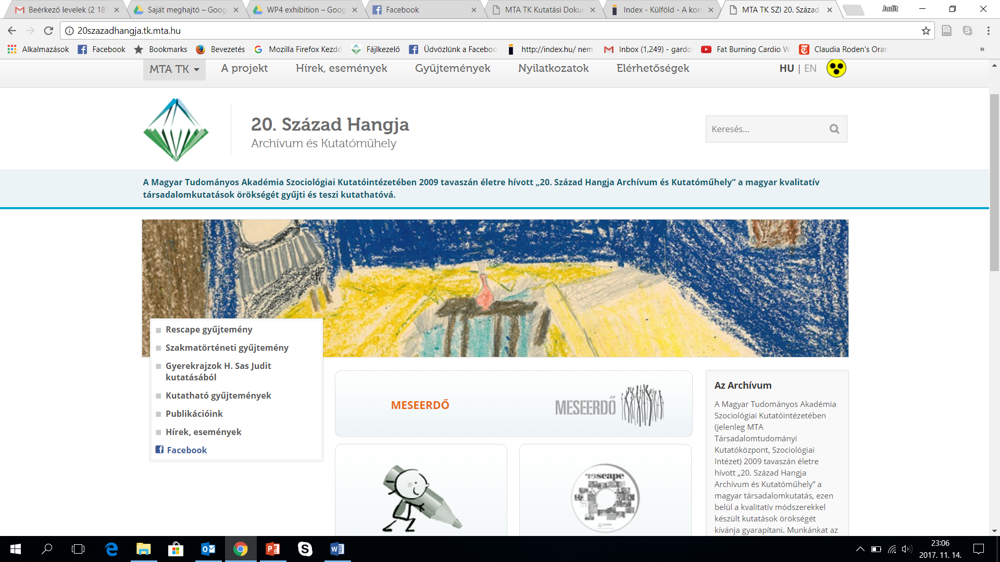 Beérkező levelek (2 181
Saját meghajtó – Goog
WP4 exhibition – Goog
Facebook
MTA TK Kutatási Dokur
Index - Külföld - A korr
MTA TK SZI 20. Század
Judit
20szazadhangja.tk.mta.hu
Alkalmazások
Facebook
Bookmarks
Bevezetés
Mozilla Firefox Kezdő
Fájlkezelő
Üdvözlünk a Faceboo
http://index.hu/ nem
Inbox (1,249) - gardo
Fat Burning Cardio W
Claudia Roden's Oran
»
MTA TK
A projekt
Hírek, események
Gyűjtemények
Nyilatkozatok
Elérhetőségek
HU | EN
20. Század Hangja
Archívum és Kutatóműhely
Keresés...
A Magyar Tudományos Akadémia Szociológiai Kutatóintézetében 2009 tavaszán életre hívott „20. Század Hangja Archívum és Kutatóműhely” a magyar kvalitatív
társadalomkutatások örökségét gyűjti és teszi kutathatóvá.
Rescape gyűjtemény
Szakmatörténeti gyűjtemény
Gyerekrajzok H. Sas Judit
kutatásából
Kutatható gyűjtemények
Publikációink
Hírek, események
Facebook
MESEERDŐ
MESEERDŐ
rescape
Az Archívum
A Magyar Tudományos Akadémia
Szociológiai Kutatóintézetében
(jelenleg MTA
Társadalomtudományi
Kutatóközpont, Szociológiai
Intézet) 2009 tavaszán életre
hívott „20. Század Hangja
Archívum és Kutatóműhely” a
magyar társadalomkutatás, ezen
belül a kvalitatív módszerekkel
készült kutatások örökségét
kívánja gyarapítani. Munkánkat az
23:06
2017. 11. 14.